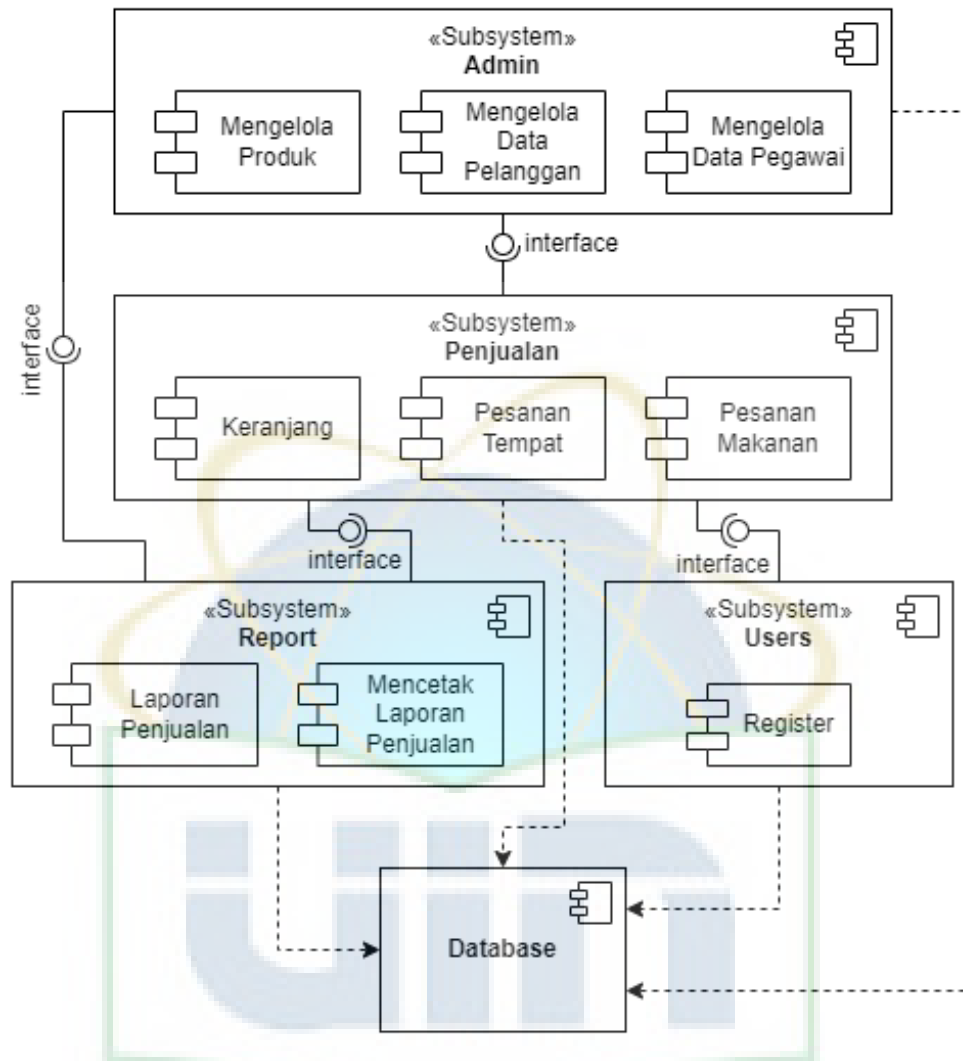 «Subsystem»
Admin
Mengelola
Produk
Mengelola
Data
Pelanggan
Mengelola
Data Pegawai
interface
interface
«Subsystem»
Penjualan
Keranjang
Pesanan
Tempat
Pesanan
Makanan
interface
interface
«Subsystem»
Report
Laporan
Penjualan
Mencetak
Laporan
Penjualan
«Subsystem»
Users
Register
Database
uin